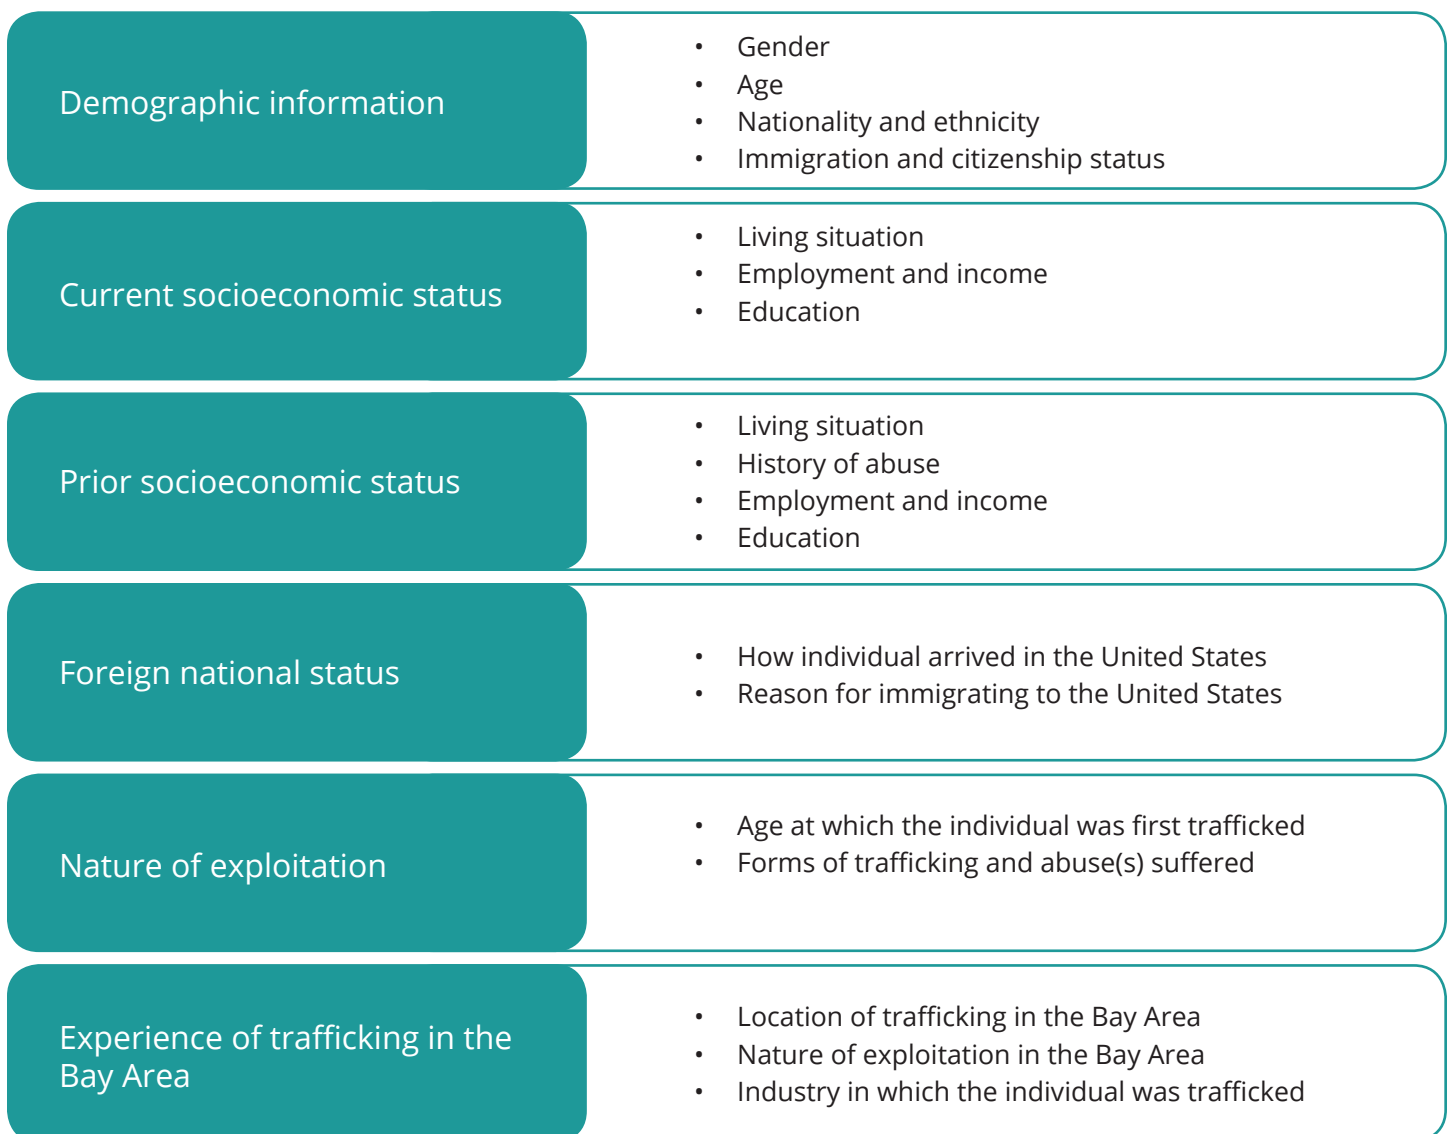 Demographic information
• Gender
• Age
• Nationality and ethnicity
• Immigration and citizenship status
Current socioeconomic status
• Living situation
• Employment and income
• Education
Prior socioeconomic status
• Living situation
• History of abuse
• Employment and income
• Education
Foreign national status
• How individual arrived in the United States
• Reason for immigrating to the United States
Nature of exploitation
• Age at which the individual was first trafficked
• Forms of trafficking and abuse(s) suffered
Experience of trafficking in the
Bay Area
• Location of trafficking in the Bay Area
• Nature of exploitation in the Bay Area
• Industry in which the individual was trafficked